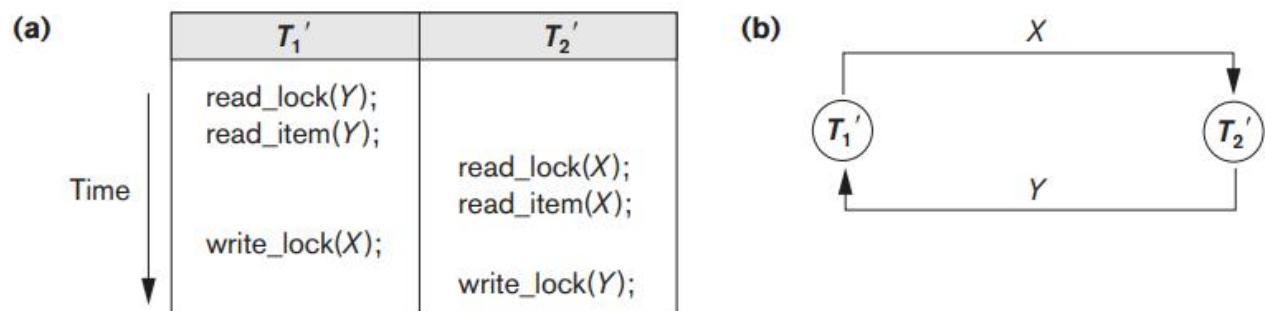 (a)
T₁′ T₂′
read_lock(Y);
read_item(Y);
read_lock(X);
Time
read_item(X);
write_lock(X);
write_lock(Y);
(b)
X
T₁′ T₂′
Y